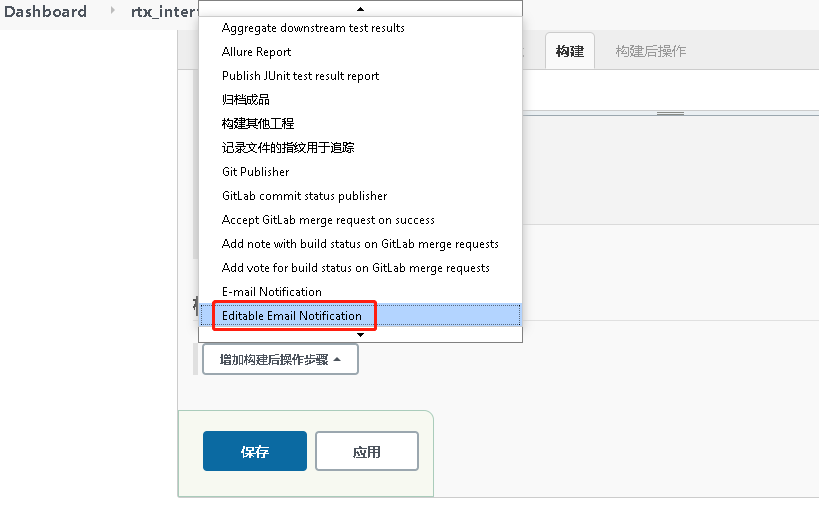 Dashboard
rtx_inter
构建
构建后操作
Aggregate downstream test results
Allure Report
Publish JUnit test result report
归档成品
构建其他工程
记录文件的指纹用于追踪
Git Publisher
GitLab commit status publisher
Accept GitLab merge request on success
Add note with build status on GitLab merge requests
Add vote for build status on GitLab merge requests
E-mail Notification
Editable Email Notification
增加构建后操作步骤
保存
应用